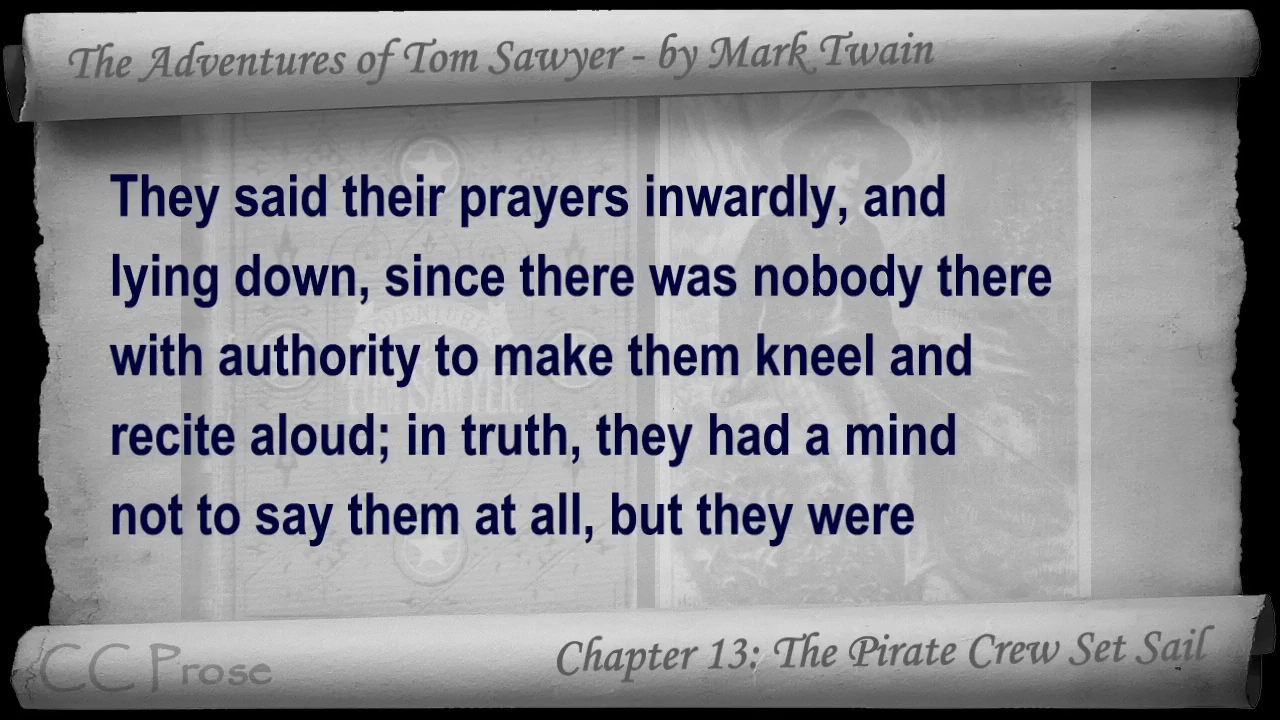 The Adventures of Tom Sawyer - by Mark Twain
They said their prayers inwardly, and
lying down, since there was nobody there
with authority to make them kneel and
recite aloud; in truth, they had a mind
not to say them at all, but they were
CC Prose
Chapter 13: The Pirate Crew Set Sail